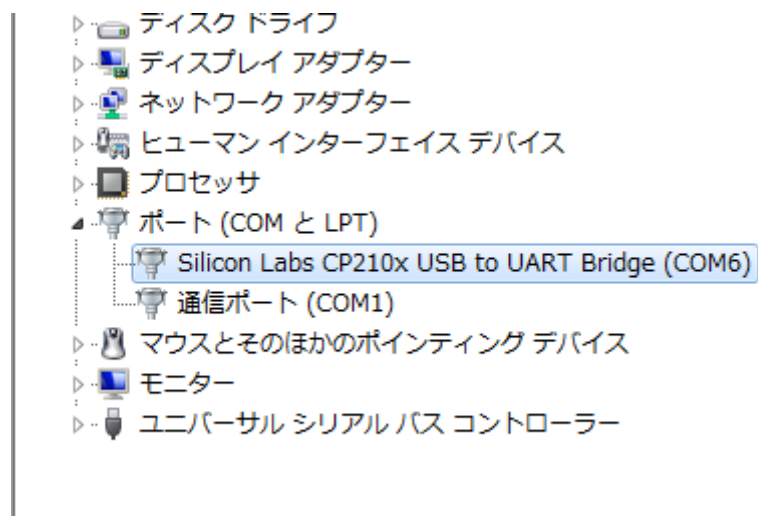 ディスク ドライブ
ディスプレイ アダプター
ネットワーク アダプター
ヒューマン インターフェイス デバイス
プロセッサ
ポート (COM と LPT)
Silicon Labs CP210x USB to UART Bridge (COM6)
通信ポート (COM1)
マウスとそのほかのポインティング デバイス
モニター
ユニバーサル シリアル バス コントローラー